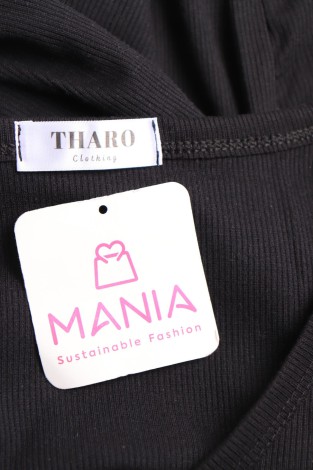 THARO
Clothing
MANIA
Sustainable Fashion